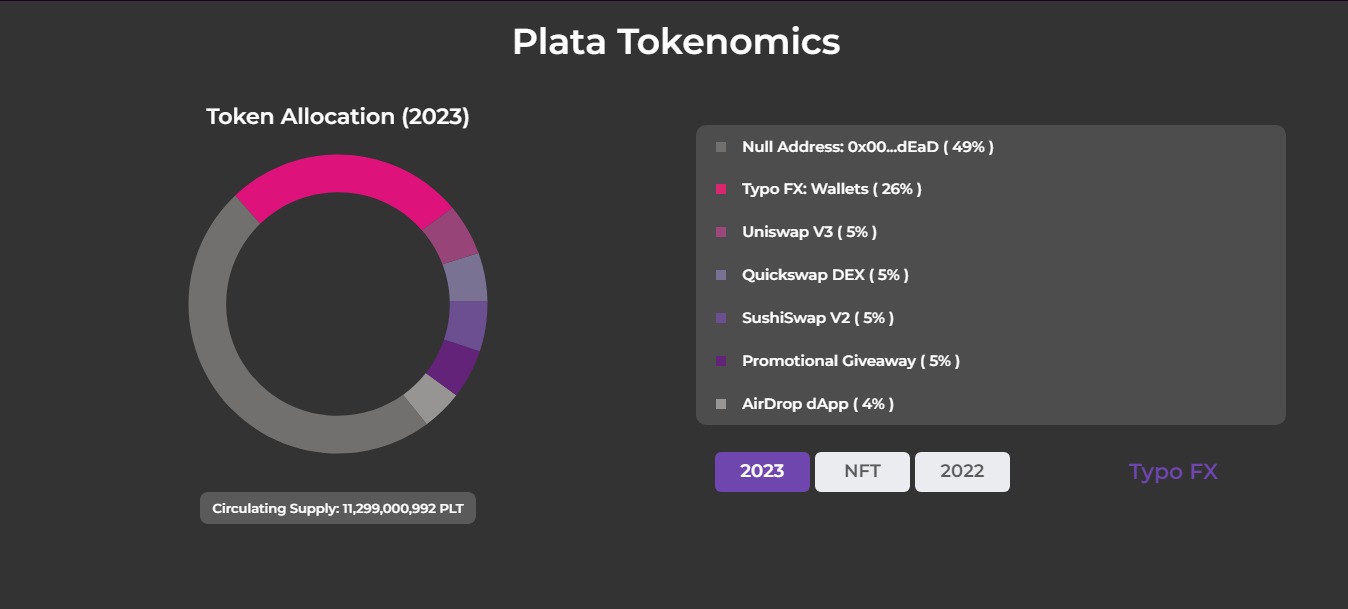 Plata Tokenomics
Token Allocation (2023)
Null Address: 0x00...dEaD ( 49% )
Typo FX: Wallets ( 26% )
Uniswap V3 ( 5% )
Quickswap DEX ( 5% )
SushiSwap V2 ( 5% )
Promotional Giveaway ( 5% )
AirDrop dApp ( 4% )
2023 NFT 2022 Typo FX
Circulating Supply: 11,299,000,992 PLT